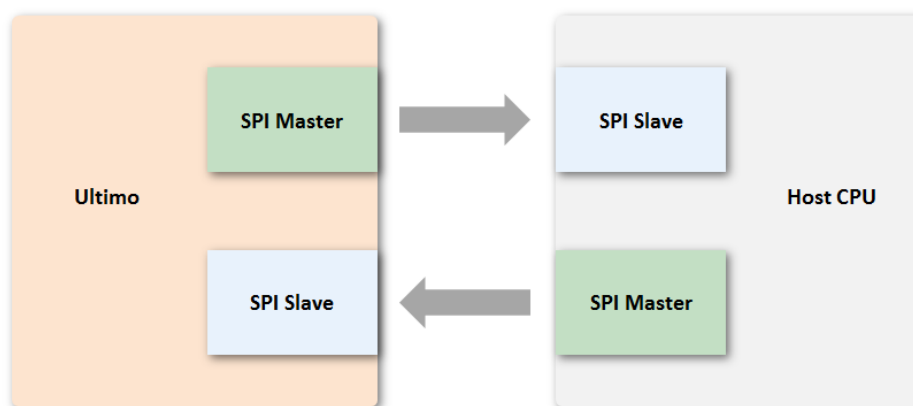 SPI Master
SPI Slave
Ultimo
Host CPU
SPI Slave
SPI Master